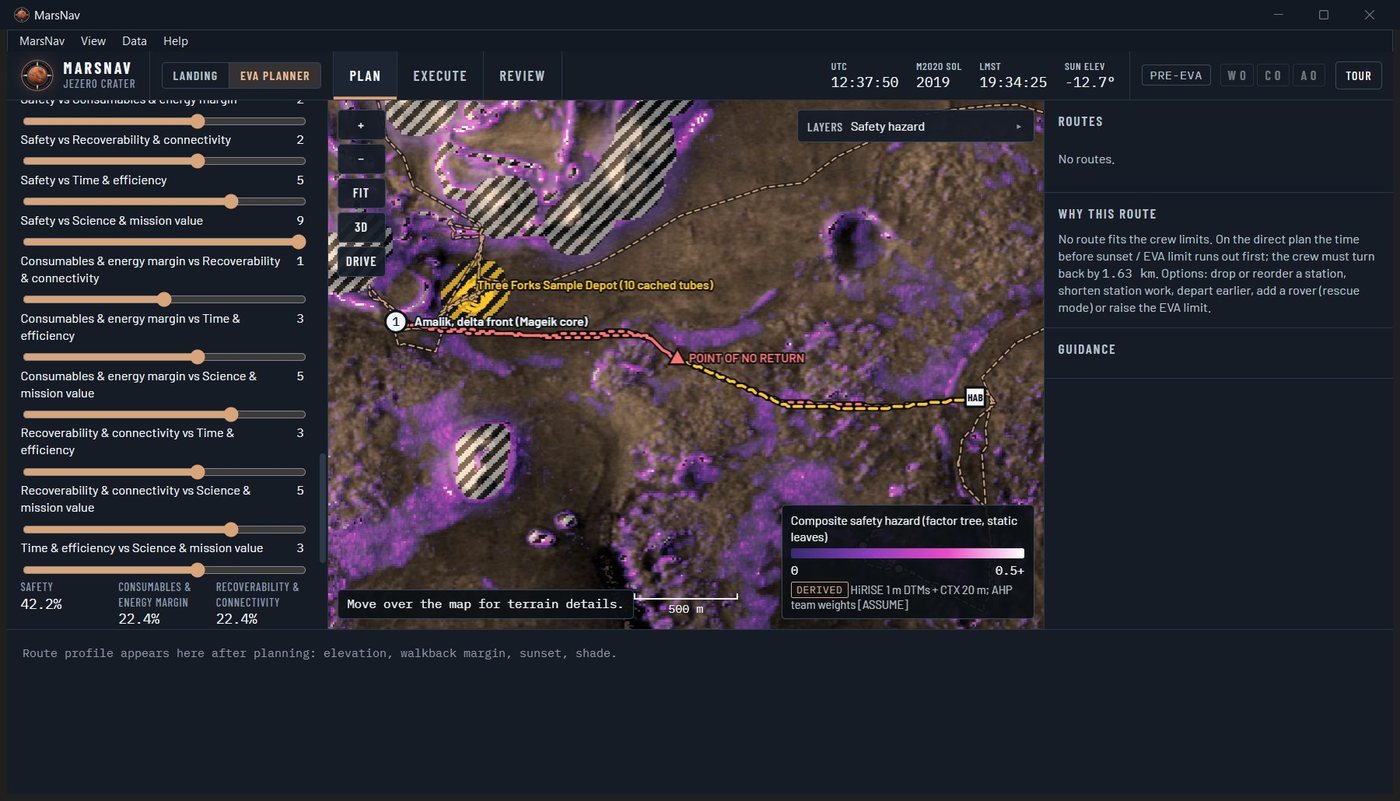 MarsNav
MarsNav View Data Help
MARSNAV
JEZERO CRATER
LANDING EVA PLANNER
PLAN EXECUTE REVIEW
UTC
12:37:50
M2020 SOL
2019
LMST
19:34:25
SUN ELEV
-12.7°
PRE-EVA
W 0 C 0 A 0
TOUR
Safety vs Consumables & energy margin 2
Safety vs Recoverability & connectivity 2
Safety vs Time & efficiency 5
Safety vs Science & mission value 9
Consumables & energy margin vs Recoverability 1
& connectivity
Consumables & energy margin vs Time & 3
efficiency
Consumables & energy margin vs Science & 5
mission value
Recoverability & connectivity vs Time & 3
efficiency
Recoverability & connectivity vs Science & 5
mission value
Time & efficiency vs Science & mission value 3
SAFETY
42.2%
CONSUMABLES &
ENERGY MARGIN
22.4%
RECOVERABILITY &
CONNECTIVITY
22.4%
+
−
FIT
3D
DRIVE
LAYERS Safety hazard
Three Forks Sample Depot (10 cached tubes)
1 Amalik, delta front (Mageik core)
POINT OF NO RETURN
HAB
Move over the map for terrain details.
500 m
Composite safety hazard (factor tree, static
leaves)
0 0.5+
DERIVED HiRISE 1 m DTMs + CTX 20 m; AHP
team weights [ASSUME]
ROUTES
No routes.
WHY THIS ROUTE
No route fits the crew limits. On the direct plan the time
before sunset / EVA limit runs out first; the crew must turn
back by 1.63 km. Options: drop or reorder a station,
shorten station work, depart earlier, add a rover (rescue
mode) or raise the EVA limit.
GUIDANCE
Route profile appears here after planning: elevation, walkback margin, sunset, shade.